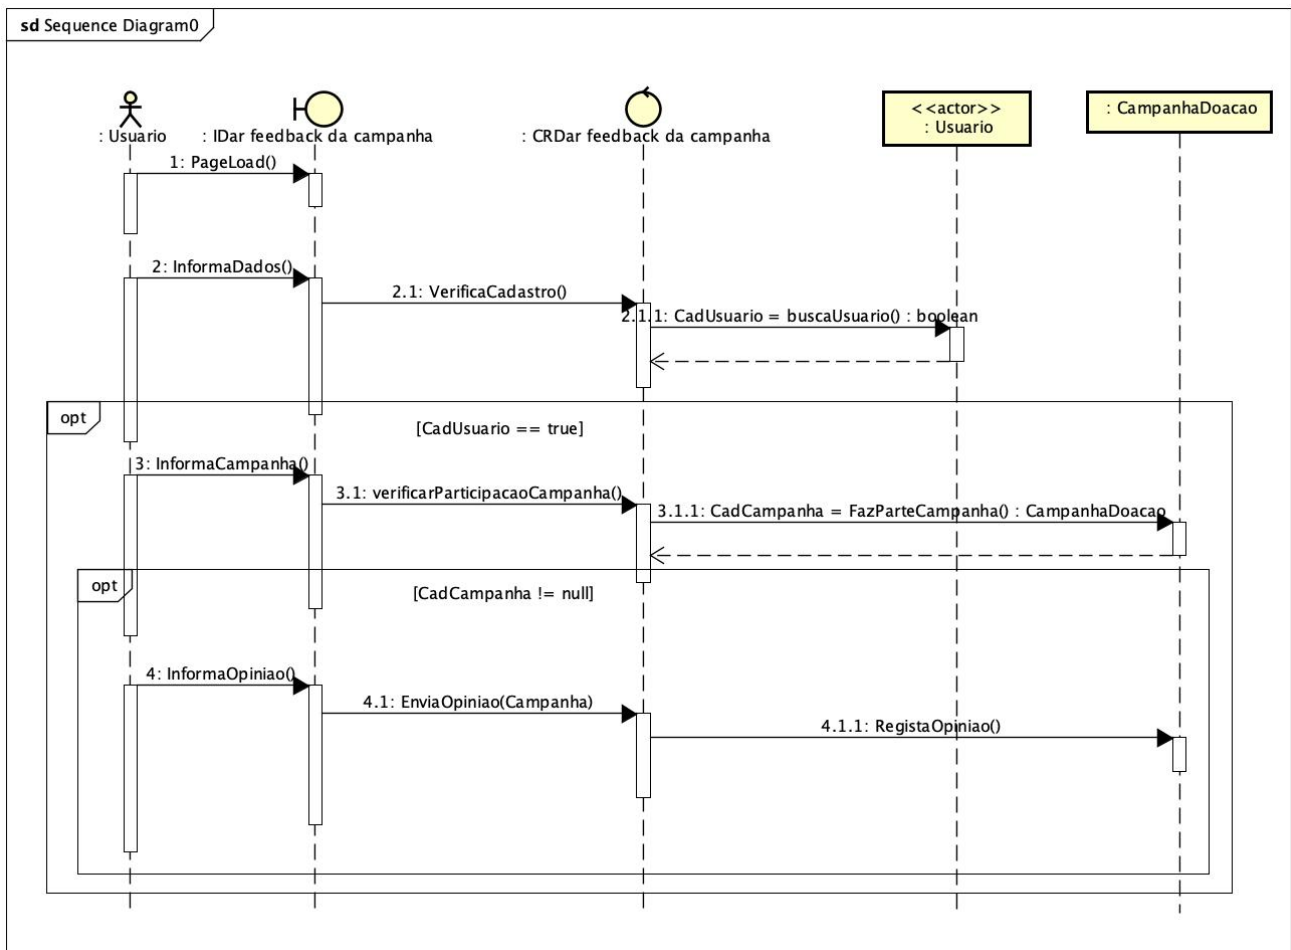 sd Sequence Diagram0
: Usuario
: IDar feedback da campanha
: CRDar feedback da campanha
<<actor>>
: Usuario
: CampanhaDoacao
1: PageLoad()
2: InformaDados()
2.1: VerificaCadastro()
2.1.1: CadUsuario = buscaUsuario() : boolean
opt
[CadUsuario == true]
3: InformaCampanha()
3.1: verificarParticipacaoCampanha()
3.1.1: CadCampanha = FazParteCampanha() : CampanhaDoacao
opt
[CadCampanha != null]
4: InformaOpiniao()
4.1: EnviaOpiniao(Campanha)
4.1.1: RegistaOpiniao()